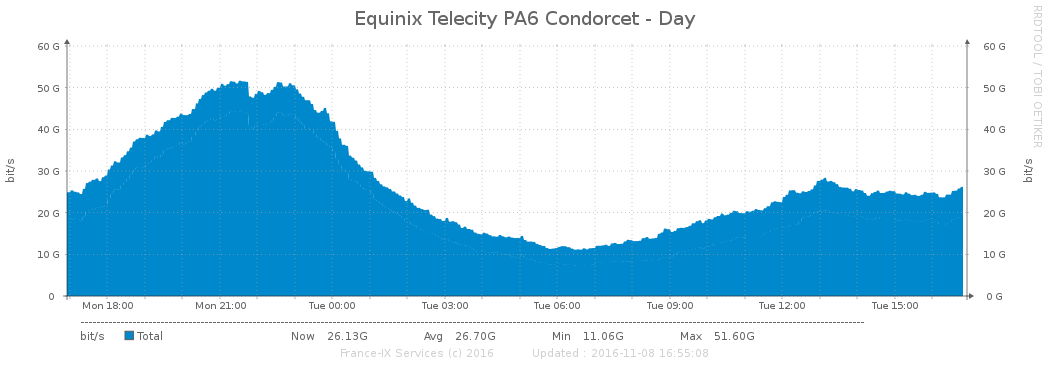 Equinix Telecity PA6 Condorcet - Day
RRDTOOL / TOBI OETIKER
60 G 60 G
50 G 50 G
40 G 40 G
30 G 30 G
20 G 20 G
10 G 10 G
0 0 G
bit/s bit/s
Mon 18:00 Mon 21:00 Tue 00:00 Tue 03:00 Tue 06:00 Tue 09:00 Tue 12:00 Tue 15:00
bit/s Total Now 26.13G Avg 26.70G Min 11.06G Max 51.60G
France-IX Services (c) 2016 Updated : 2016-11-08 16:55:08